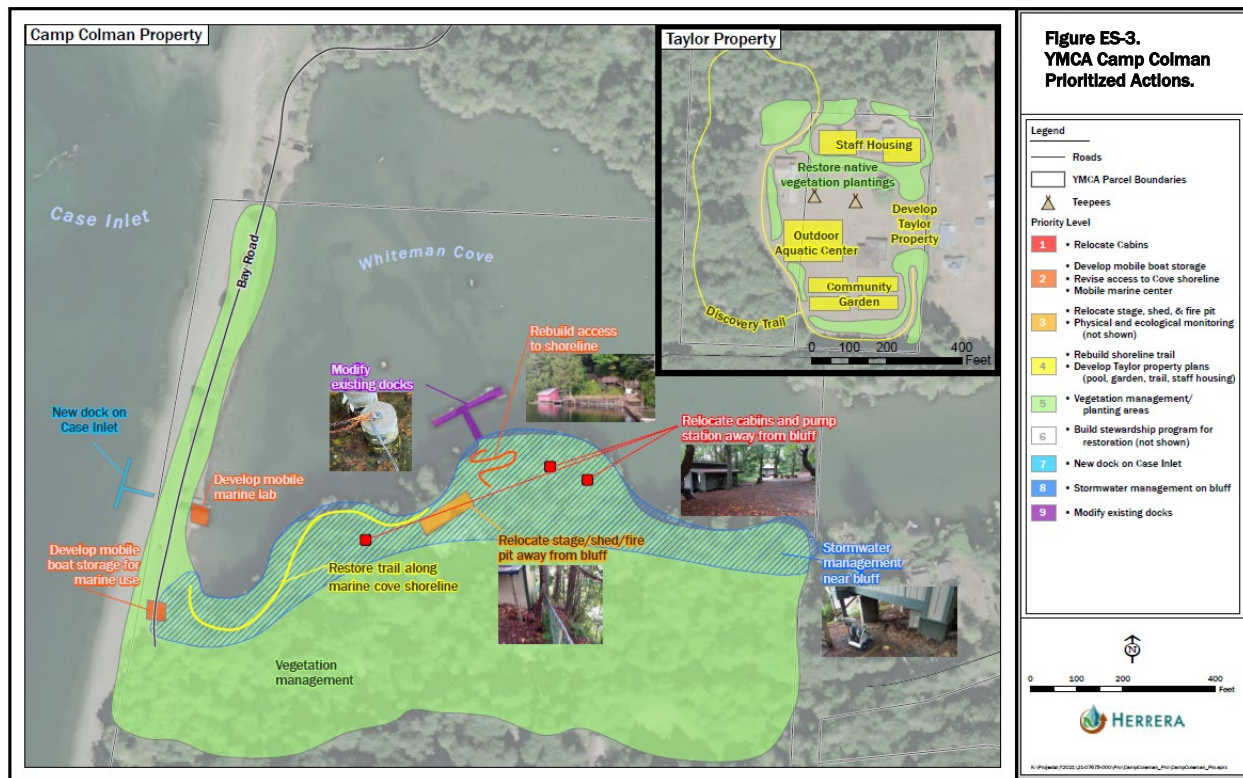 Camp Colman Property
Case Inlet
Bay Road
Whiteman Cove
New dock on
Case Inlet
Develop mobile
marine lab
Develop mobile
boat storage for
marine use
Modify
existing docks
Rebuild access
to shoreline
Relocate cabins and pump
station away from bluff
Relocate stage/shed/fire
pit away from bluff
Restore trail along
marine cove shoreline
Stormwater
management
near bluff
Vegetation
management
Taylor Property
Staff Housing
Restore native
vegetation plantings
Develop
Taylor
Property
Outdoor
Aquatic Center
Community
Garden
Discovery Trail
0 100 200 400
Feet
Figure ES-3.
YMCA Camp Colman
Prioritized Actions.
Legend
Roads
YMCA Parcel Boundaries
Teepees
Priority Level
1 • Relocate Cabins
2 • Develop mobile boat storage
• Revise access to Cove shoreline
• Mobile marine center
3 • Relocate stage, shed, & fire pit
• Physical and ecological monitoring
(not shown)
4 • Rebuild shoreline trail
• Develop Taylor property plans
(pool, garden, trail, staff housing)
5 • Vegetation management/
planting areas
6 • Build stewardship program for
restoration (not shown)
7 • New dock on Case Inlet
8 • Stormwater management on bluff
9 • Modify existing docks
N
0 100 200 400
Feet
HERRERA